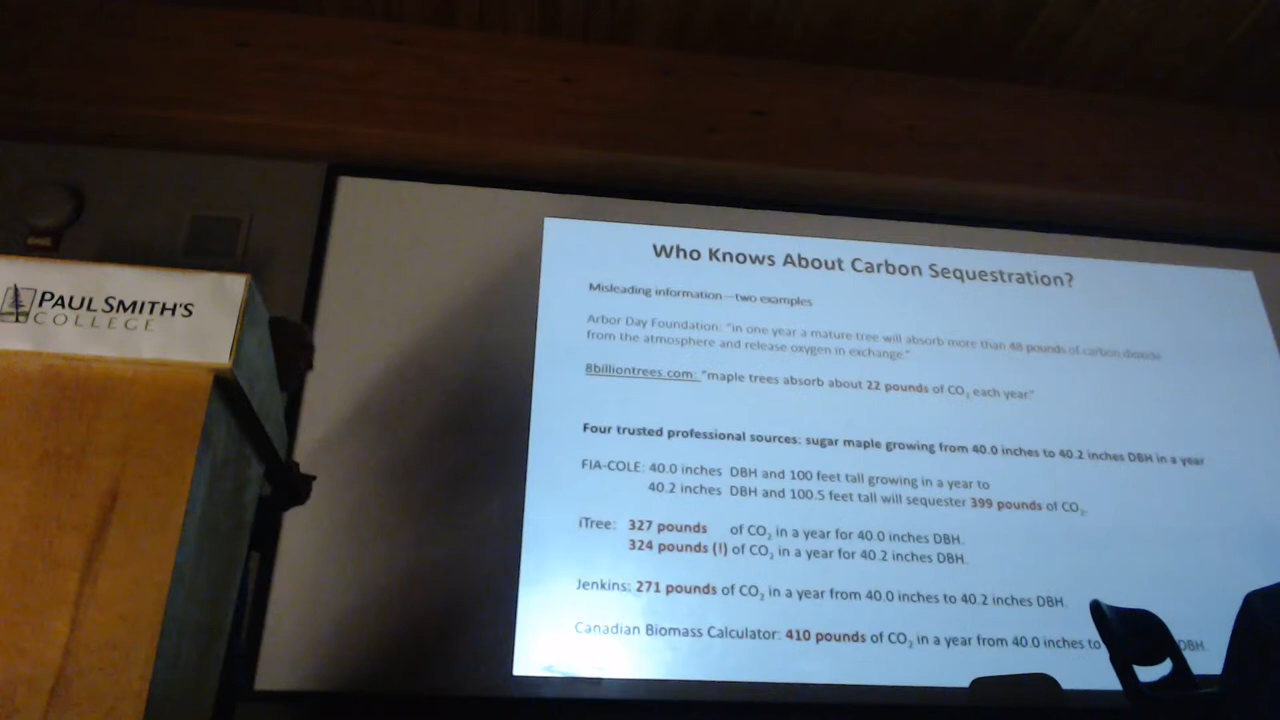 PAUL SMITH'S
COLLEGE
Who Knows About Carbon Sequestration?
Misleading information—two examples
Arbor Day Foundation: "in one year a mature tree will absorb more than 48 pounds of carbon dioxide
from the atmosphere and release oxygen in exchange."
8billiontrees.com: "maple trees absorb about 22 pounds of CO₂ each year."
Four trusted professional sources: sugar maple growing from 40.0 inches to 40.2 inches DBH in a year
FIA-COLE: 40.0 inches DBH and 100 feet tall growing in a year to
40.2 inches DBH and 100.5 feet tall will sequester 399 pounds of CO₂.
iTree: 327 pounds of CO₂ in a year for 40.0 inches DBH.
324 pounds (!) of CO₂ in a year for 40.2 inches DBH.
Jenkins: 271 pounds of CO₂ in a year from 40.0 inches to 40.2 inches DBH.
Canadian Biomass Calculator: 410 pounds of CO₂ in a year from 40.0 inches to DBH.